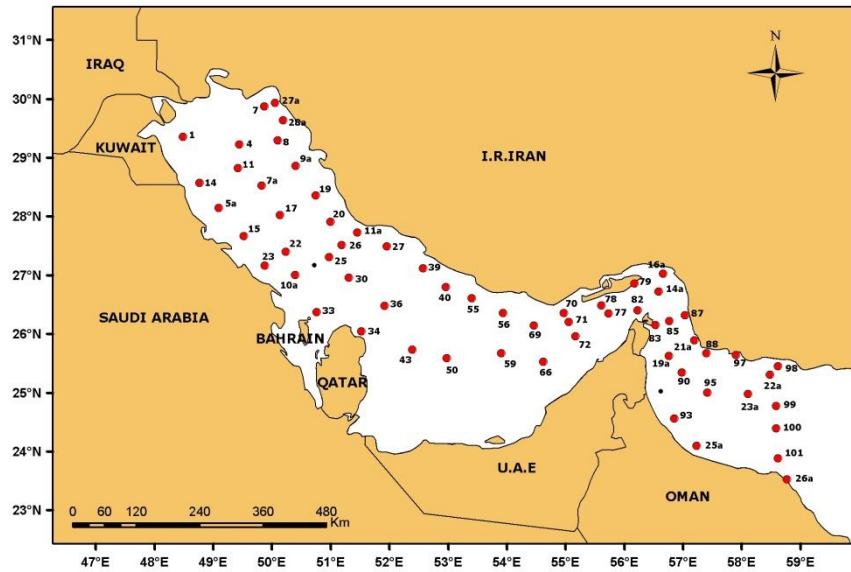 31°N
N
IRAQ
30°N
7
27a
28a
1
4
8
KUWAIT
29°N
11
9a
I.R.IRAN
14
7a
19
28°N
5a
17
20
15
11a
22
26
27
23
25
39
16a
27°N
10a
30
40
79
14a
55
70
78
82
SAUDI ARABIA
33
36
56
71
77
87
26°N
BAHRAIN
34
69
83
85
88
72
21a
43
19a
97
98
50
59
66
QATAR
90
95
22a
25°N
23a
99
93
100
24°N
25a
101
U.A.E
26a
OMAN
23°N
0 60 120 240 360 480
Km
47°E 48°E 49°E 50°E 51°E 52°E 53°E 54°E 55°E 56°E 57°E 58°E 59°E